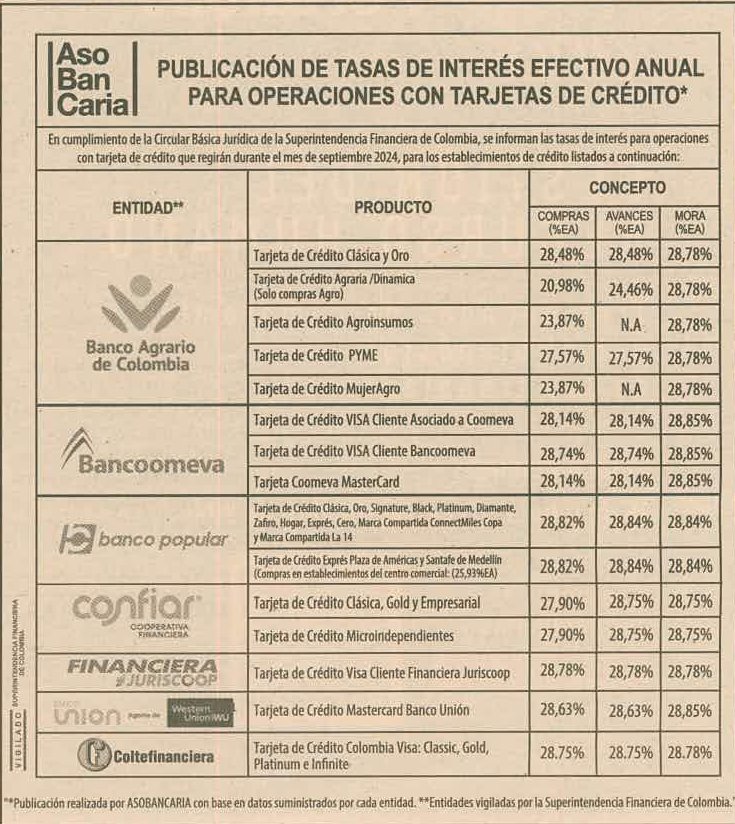 Aso
Ban
Caria
PUBLICACIÓN DE TASAS DE INTERÉS EFECTIVO ANUAL
PARA OPERACIONES CON TARJETAS DE CRÉDITO*
En cumplimiento de la Circular Básica Jurídica de la Superintendencia Financiera de Colombia, se informan las tasas de interés para operaciones
con tarjeta de crédito que regirán durante el mes de septiembre 2024, para los establecimientos de crédito listados a continuación:
ENTIDAD** PRODUCTO CONCEPTO
COMPRAS (%EA) AVANCES (%EA) MORA (%EA)
Banco Agrario
de Colombia
Tarjeta de Crédito Clásica y Oro 28,48% 28,48% 28,78%
Tarjeta de Crédito Agraria /Dinamica
(Solo compras Agro) 20,98% 24,46% 28,78%
Tarjeta de Crédito Agroinsumos 23,87% N.A 28,78%
Tarjeta de Crédito PYME 27,57% 27,57% 28,78%
Tarjeta de Crédito MujerAgro 23,87% N.A 28,78%
Bancoomeva
Tarjeta de Crédito VISA Cliente Asociado a Coomeva 28,14% 28,14% 28,85%
Tarjeta de Crédito VISA Cliente Bancoomeva 28,74% 28,74% 28,85%
Tarjeta Coomeva MasterCard 28,14% 28,14% 28,85%
banco popular
Tarjeta de Crédito Clásica, Oro, Signature, Black, Platinum, Diamante,
Zafiro, Hogar, Exprés, Cero, Marca Compartida ConnectMiles Copa
y Marca Compartida La 14 28,82% 28,84% 28,84%
Tarjeta de Crédito Exprés Plaza de Américas y Santafe de Medellín
(Compras en establecimientos del centro comercial: (25,93%EA) 28,82% 28,84% 28,84%
confiar
COOPERATIVA
FINANCIERA
Tarjeta de Crédito Clásica, Gold y Empresarial 27,90% 28,75% 28,75%
Tarjeta de Crédito Microindependientes 27,90% 28,75% 28,75%
FINANCIERA
JURISCOOP
Tarjeta de Crédito Visa Cliente Financiera Juriscoop 28,78% 28,78% 28,78%
BANCO
union Agente de Western
Union WU
Tarjeta de Crédito Mastercard Banco Unión 28,63% 28,63% 28,85%
Coltefinanciera
Tarjeta de Crédito Colombia Visa: Classic, Gold,
Platinum e Infinite 28.75% 28.75% 28.78%
VIGILADO SUPERINTENDENCIA FINANCIERA
DE COLOMBIA
"*Publicación realizada por ASOBANCARIA con base en datos suministrados por cada entidad. **Entidades vigiladas por la Superintendencia Financiera de Colombia."